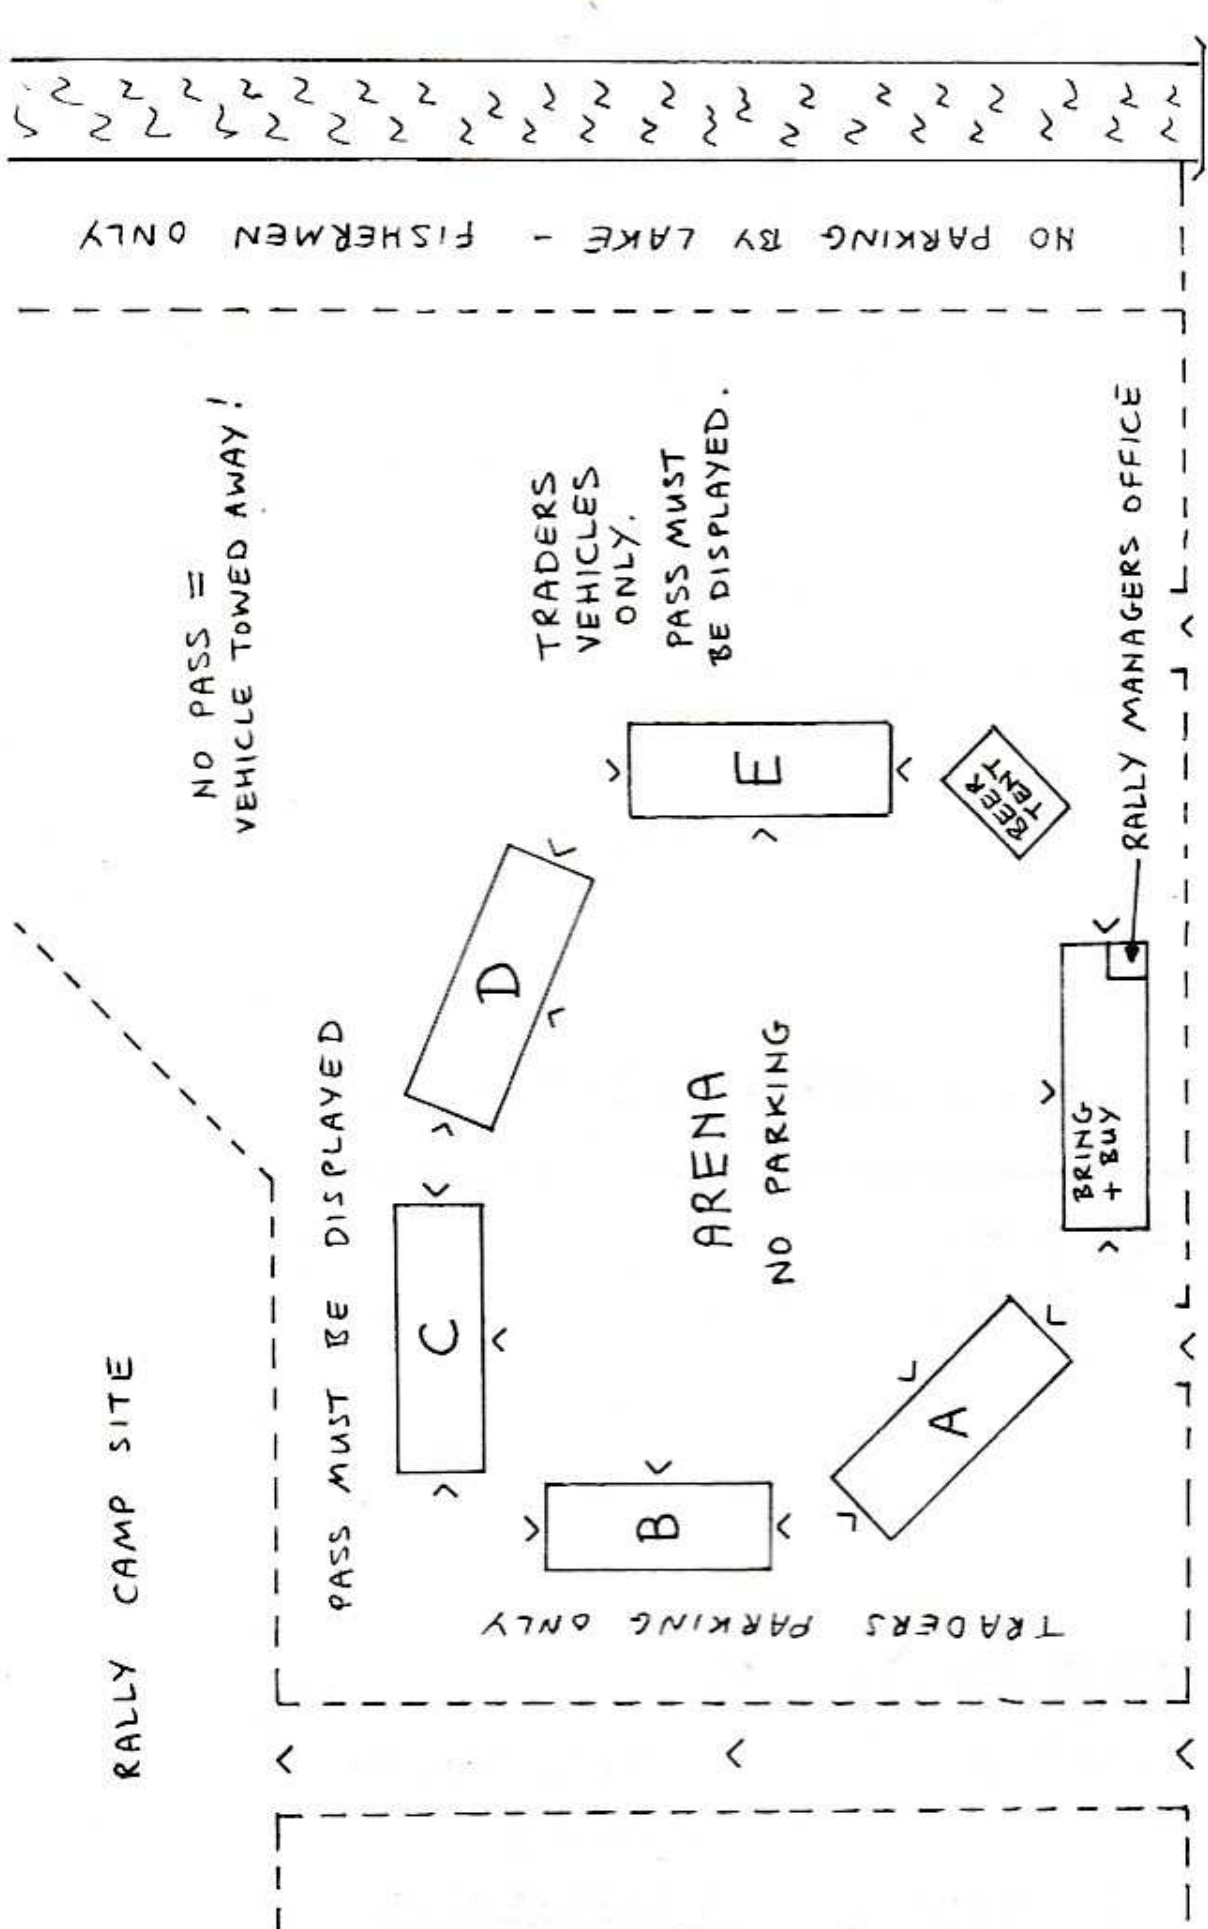 RALLY CAMP SITE
NO PASS =
VEHICLE TOWED AWAY!
PASS MUST BE DISPLAYED
TRADERS
VEHICLES
ONLY.
PASS MUST
BE DISPLAYED.
NO PARKING BY LAKE - FISHERMEN ONLY
TRADERS PARKING ONLY
C
D
B
E
ARENA
NO PARKING
A
BEER
TENT
BRING
+ BUY
RALLY MANAGERS OFFICE